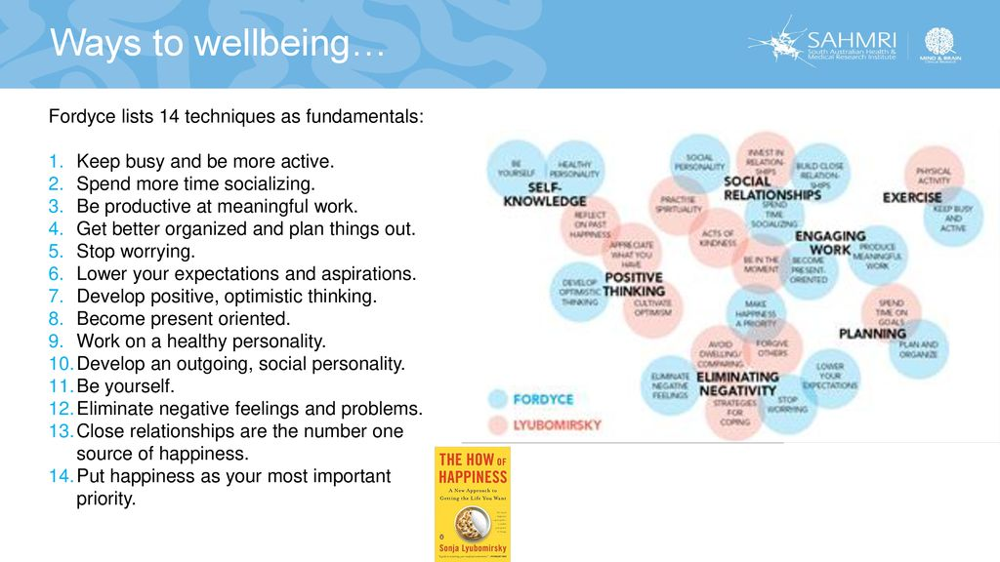 Ways to wellbeing…
SAHMRI
South Australian Health &
Medical Research Institute
MIND & BRAIN
Fordyce lists 14 techniques as fundamentals:
1. Keep busy and be more active.
2. Spend more time socializing.
3. Be productive at meaningful work.
4. Get better organized and plan things out.
5. Stop worrying.
6. Lower your expectations and aspirations.
7. Develop positive, optimistic thinking.
8. Become present oriented.
9. Work on a healthy personality.
10. Develop an outgoing, social personality.
11. Be yourself.
12. Eliminate negative feelings and problems.
13. Close relationships are the number one
source of happiness.
14. Put happiness as your most important
priority.
BE
YOURSELF
HEALTHY
PERSONALITY
SELF-
KNOWLEDGE
REFLECT
ON PAST
HAPPINESS
SOCIAL
PERSONALITY
INVEST IN
RELATION-
SHIPS
BUILD CLOSE
RELATION-
SHIPS
SOCIAL
RELATIONSHIPS
PRACTISE
SPIRITUALITY
SPEND
TIME
SOCIALIZING
ACTS OF
KINDNESS
PHYSICAL
ACTIVITY
EXERCISE
KEEP BUSY
AND
ACTIVE
APPRECIATE
WHAT YOU
HAVE
POSITIVE
THINKING
DEVELOP
OPTIMISTIC
THINKING
CULTIVATE
OPTIMISM
ENGAGING
WORK
BE IN THE
MOMENT
BECOME
PRESENT-
ORIENTED
PRODUCE
MEANINGFUL
WORK
MAKE
HAPPINESS
A PRIORITY
SPEND
TIME ON
GOALS
PLANNING
PLAN AND
ORGANIZE
AVOID
DWELLING/
COMPARING
FORGIVE
OTHERS
ELIMINATE
NEGATIVE
FEELINGS
ELIMINATING
NEGATIVITY
STRATEGIES
FOR
COPING
STOP
WORRYING
LOWER
YOUR
EXPECTATIONS
FORDYCE
LYUBOMIRSKY
THE HOW OF
HAPPINESS
A New Approach to
Getting the Life You Want
Sonja Lyubomirsky